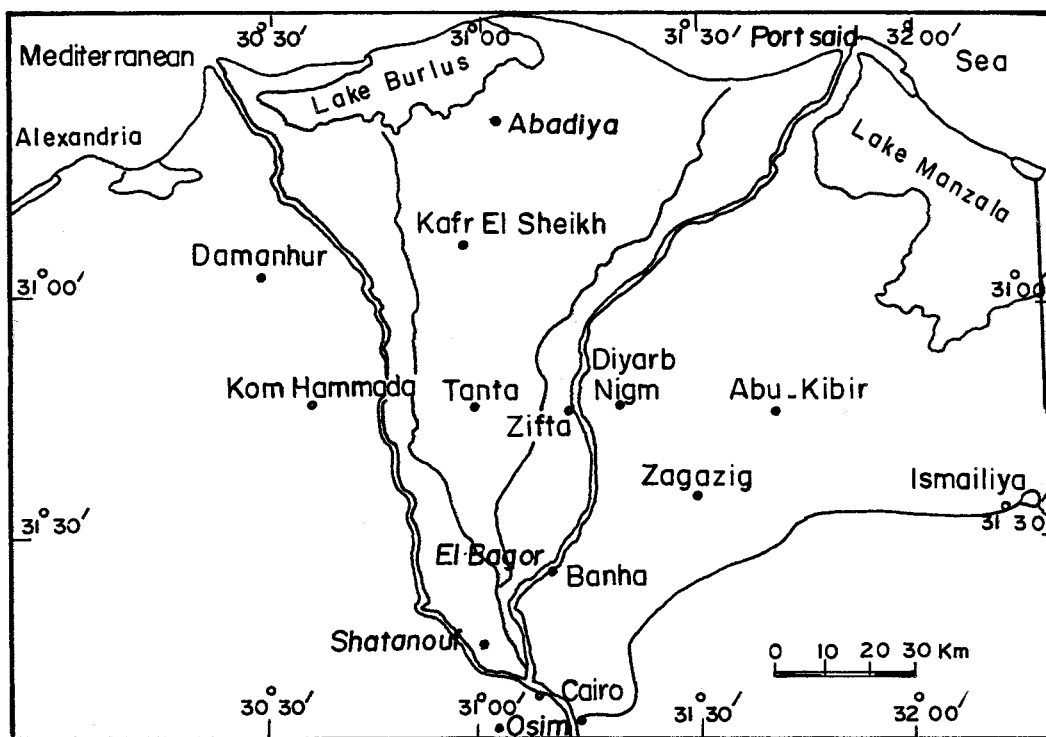 30°30′
31°00′
31°30′
Port said
32°00′
Mediterranean
Sea
Lake Burlus
Alexandria
Abadiya
Lake Manzala
Kafr El Sheikh
Damanhur
31°00′
31°00′
Diyarb
Nigm
Kom Hammada
Tanta
Abu-Kibir
Zifta
Zagazig
Ismailiya
31°30′
31°30′
El Bagor
Banha
Shatanouf
0 10 20 30 Km
Cairo
30°30′
31°00′
Osim
31°30′
32°00′